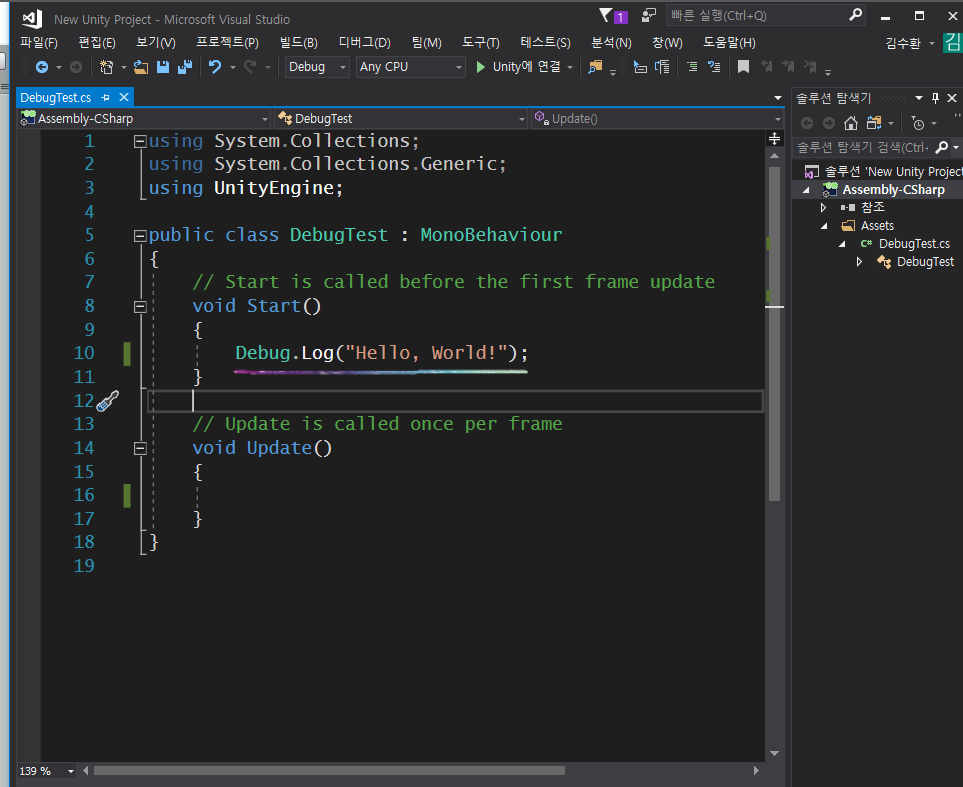 New Unity Project - Microsoft Visual Studio
1
빠른 실행(Ctrl+Q)
파일(F) 편집(E) 보기(V) 프로젝트(P) 빌드(B) 디버그(D) 팀(M) 도구(T) 테스트(S) 분석(N) 창(W) 도움말(H) 김수환 김
Debug Any CPU Unity에 연결
DebugTest.cs
Assembly-CSharp DebugTest Update()
1 using System.Collections;
2 using System.Collections.Generic;
3 using UnityEngine;
4
5 public class DebugTest : MonoBehaviour
6 {
7 // Start is called before the first frame update
8 void Start()
9 {
10 Debug.Log("Hello, World!");
11 }
12
13 // Update is called once per frame
14 void Update()
15 {
16
17 }
18 }
19
139 %
솔루션 탐색기
솔루션 탐색기 검색(Ctrl+
솔루션 'New Unity Project
Assembly-CSharp
참조
Assets
C# DebugTest.cs
DebugTest